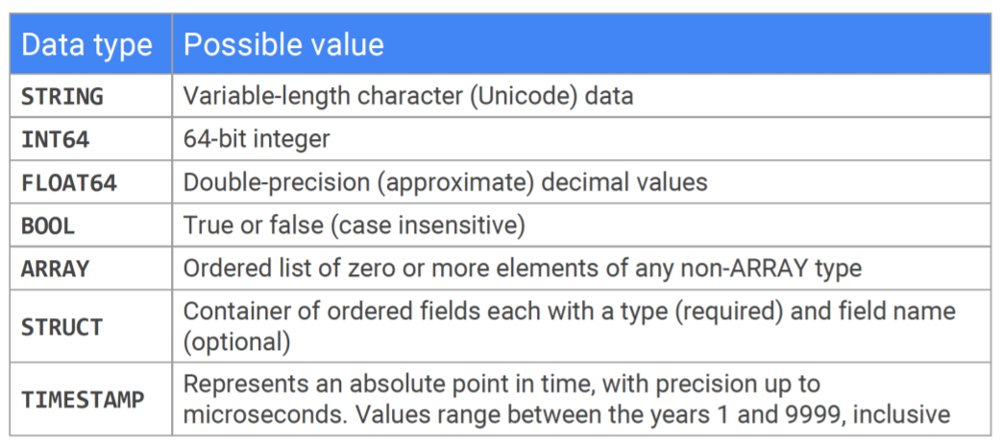 Data type Possible value
STRING Variable-length character (Unicode) data
INT64 64-bit integer
FLOAT64 Double-precision (approximate) decimal values
BOOL True or false (case insensitive)
ARRAY Ordered list of zero or more elements of any non-ARRAY type
STRUCT Container of ordered fields each with a type (required) and field name
(optional)
TIMESTAMP Represents an absolute point in time, with precision up to
microseconds. Values range between the years 1 and 9999, inclusive